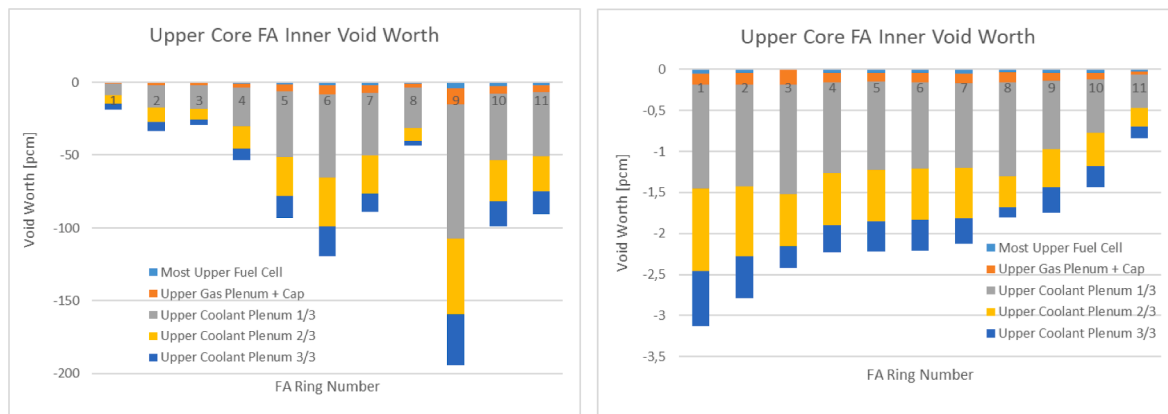 Upper Core FA Inner Void Worth
-0
-50
-100
-150
-200
Void Worth [pcm]
1 2 3 4 5 6 7 8 9 10 11
Most Upper Fuel Cell
Upper Gas Plenum + Cap
Upper Coolant Plenum 1/3
Upper Coolant Plenum 2/3
Upper Coolant Plenum 3/3
FA Ring Number
Upper Core FA Inner Void Worth
-0
-0,5
-1
-1,5
-2
-2,5
-3
-3,5
Void Worth [pcm]
1 2 3 4 5 6 7 8 9 10 11
Most Upper Fuel Cell
Upper Gas Plenum + Cap
Upper Coolant Plenum 1/3
Upper Coolant Plenum 2/3
Upper Coolant Plenum 3/3
FA Ring Number